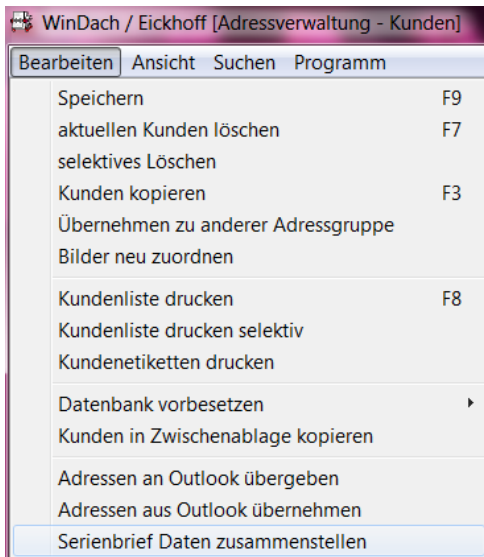 WinDach / Eickhoff [Adressverwaltung - Kunden]
Bearbeiten Ansicht Suchen Programm
Speichern F9
aktuellen Kunden löschen F7
selektives Löschen
Kunden kopieren F3
Übernehmen zu anderer Adressgruppe
Bilder neu zuordnen
Kundenliste drucken F8
Kundenliste drucken selektiv
Kundenetiketten drucken
Datenbank vorbesetzen
Kunden in Zwischenablage kopieren
Adressen an Outlook übergeben
Adressen aus Outlook übernehmen
Serienbrief Daten zusammenstellen